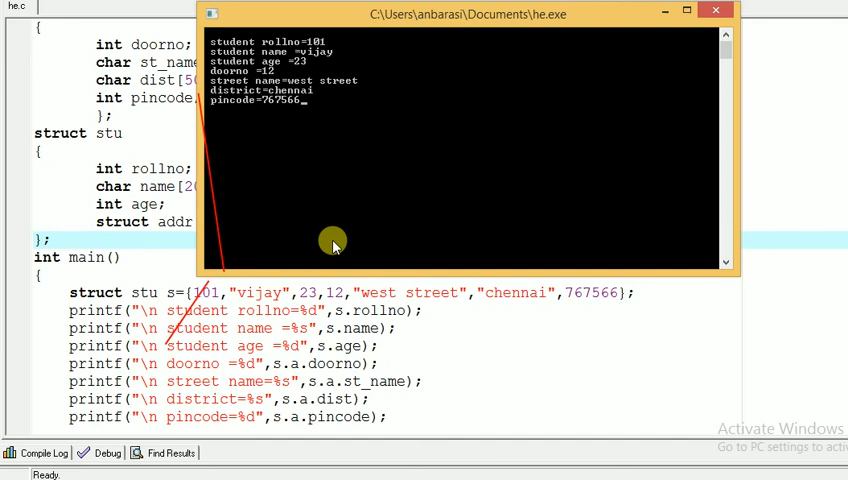 he.c
C:\Users\anbarasi\Documents\he.exe
{
int doorno;
char st_name
char dist[50
int pincode
};
struct stu
{
int rollno;
char name[20
int age;
struct addr
};
int main()
{
student rollno=101
student name =vijay
student age =23
doorno =12
street name=west street
district=chennai
pincode=767566_
struct stu s={101,"vijay",23,12,"west street","chennai",767566};
printf("\n student rollno=%d",s.rollno);
printf("\n student name =%s",s.name);
printf("\n student age =%d",s.age);
printf("\n doorno =%d",s.a.doorno);
printf("\n street name=%s",s.a.st_name);
printf("\n district=%s",s.a.dist);
printf("\n pincode=%d",s.a.pincode);
Activate Windows
Go to PC settings to acti
Compile Log
Debug
Find Results
Ready.